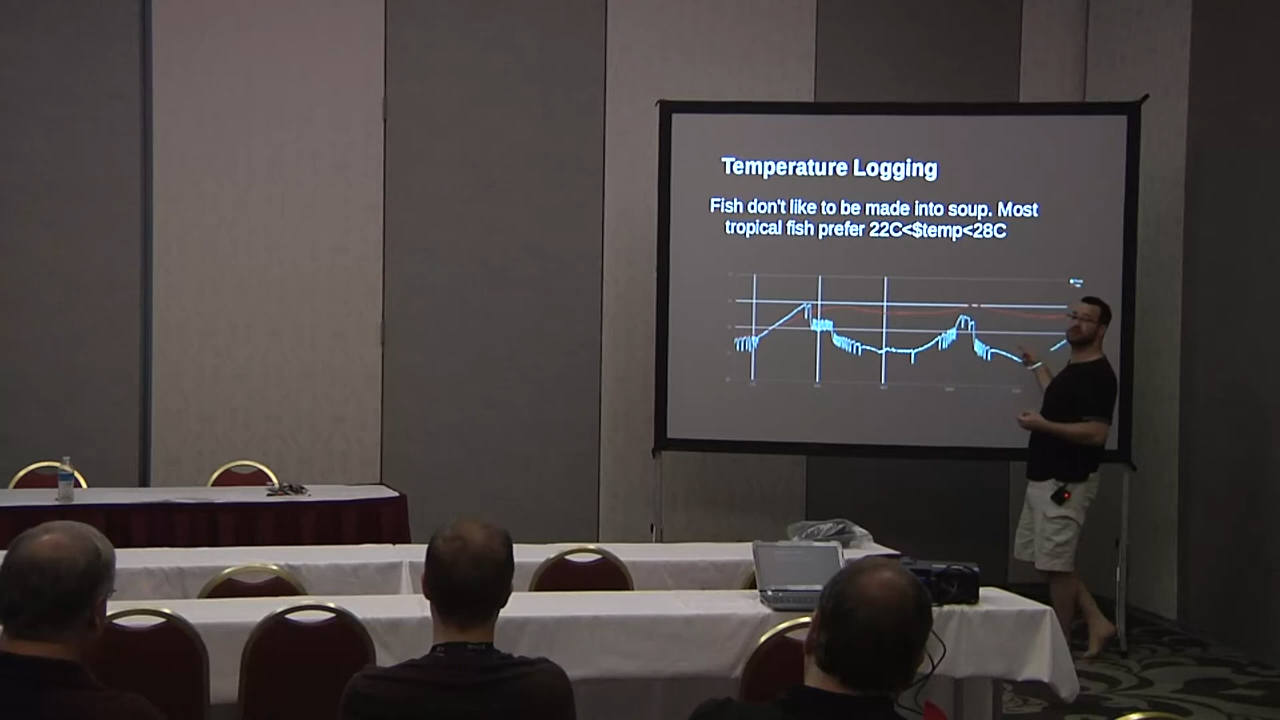 Temperature Logging
Fish don't like to be made into soup. Most
tropical fish prefer 22C<$temp<28C